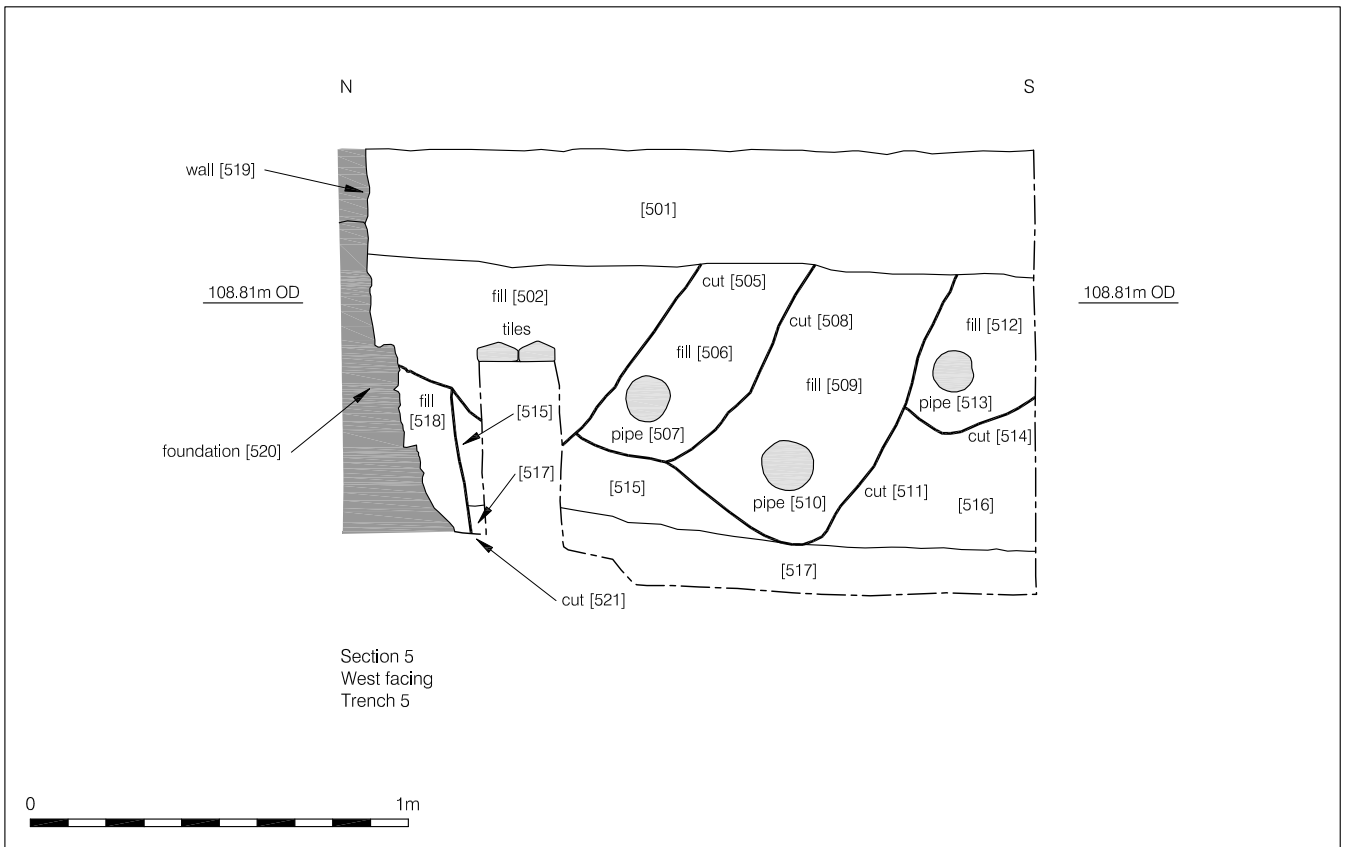 N
S
wall [519]
[501]
108.81m OD
108.81m OD
fill [502]
cut [505]
cut [508]
fill [512]
tiles
fill [506]
fill [509]
fill
[518]
[515]
pipe [507]
pipe [513]
cut [514]
foundation [520]
[517]
[515]
pipe [510]
cut [511]
[516]
[517]
cut [521]
Section 5
West facing
Trench 5
0
1m